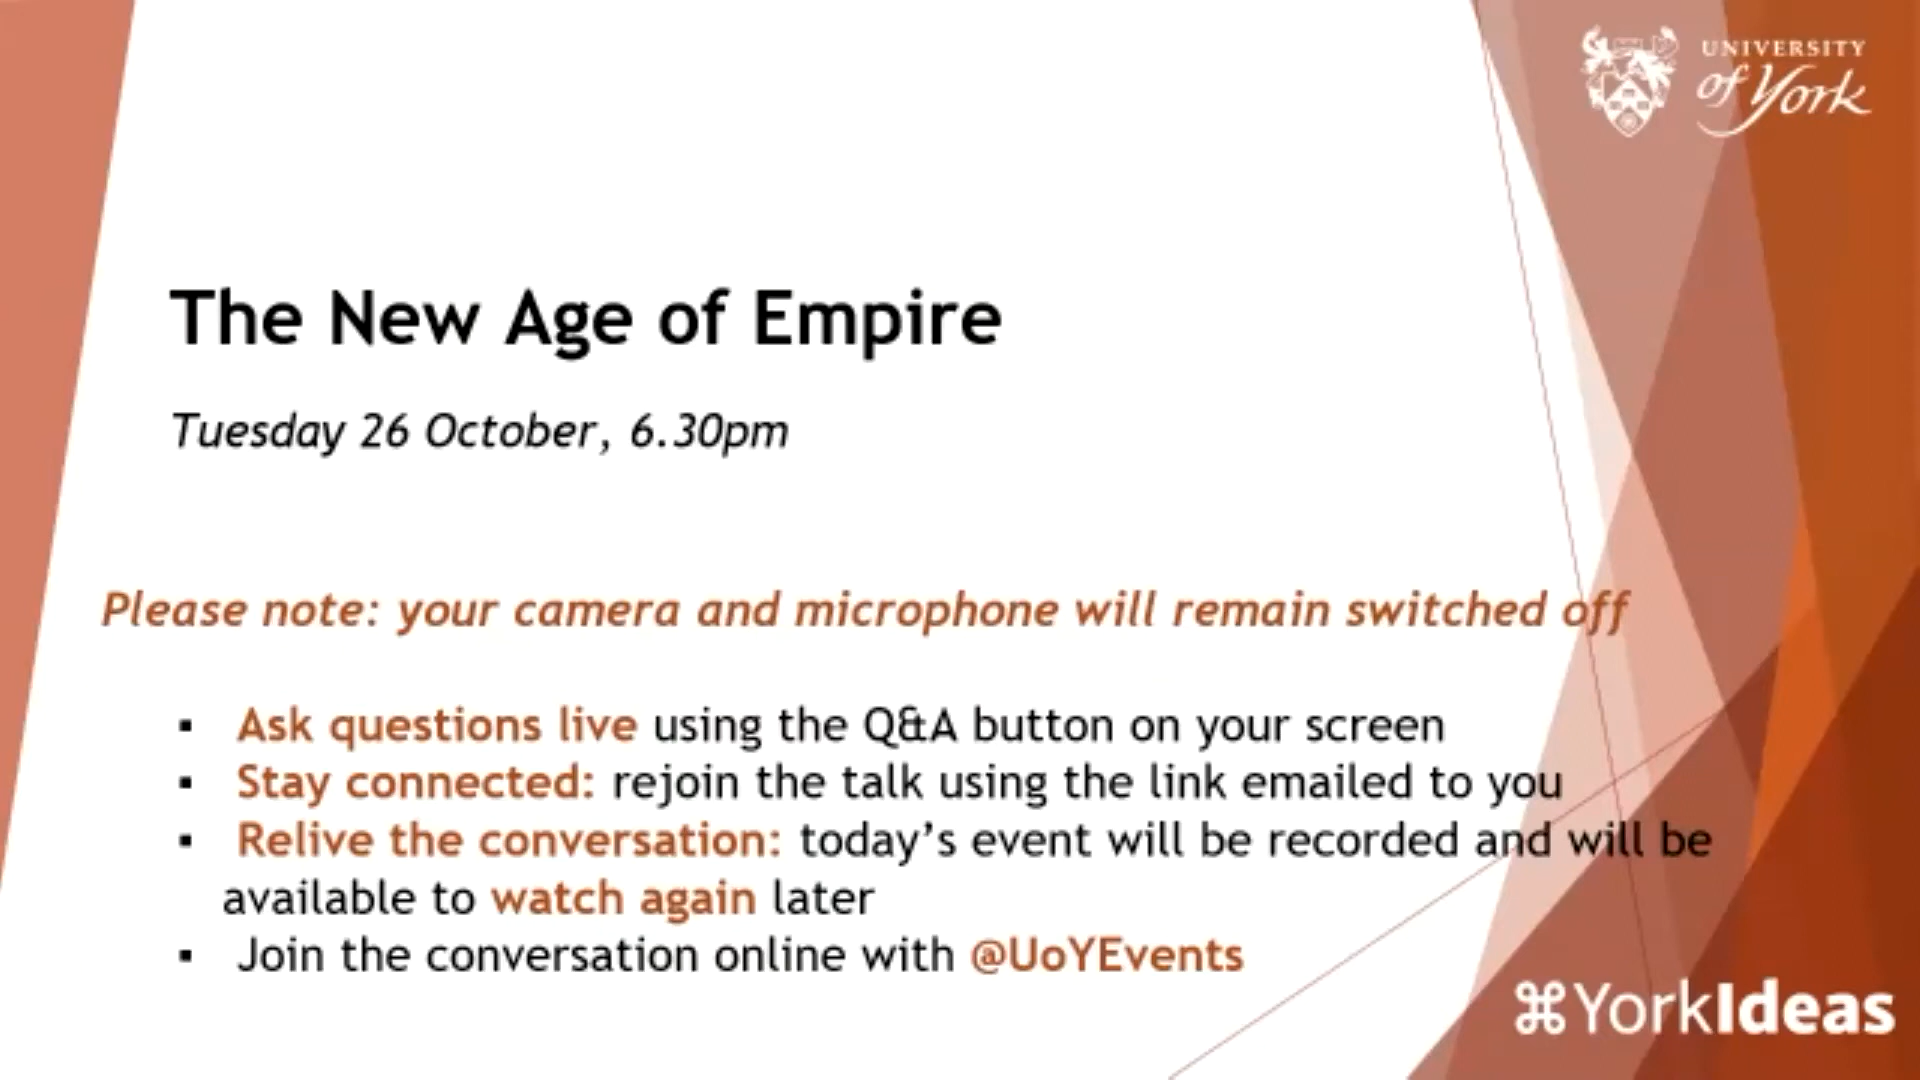 UNIVERSITY
of York
The New Age of Empire
Tuesday 26 October, 6.30pm
Please note: your camera and microphone will remain switched off
▪ Ask questions live using the Q&A button on your screen
▪ Stay connected: rejoin the talk using the link emailed to you
▪ Relive the conversation: today’s event will be recorded and will be
available to watch again later
▪ Join the conversation online with @UoYEvents
⌘YorkIdeas